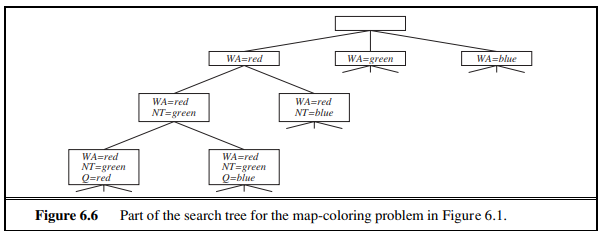 WA=red
WA=green
WA=blue
WA=red
NT=green
WA=red
NT=blue
WA=red
NT=green
Q=red
WA=red
NT=green
Q=blue
Figure 6.6 Part of the search tree for the map-coloring problem in Figure 6.1.